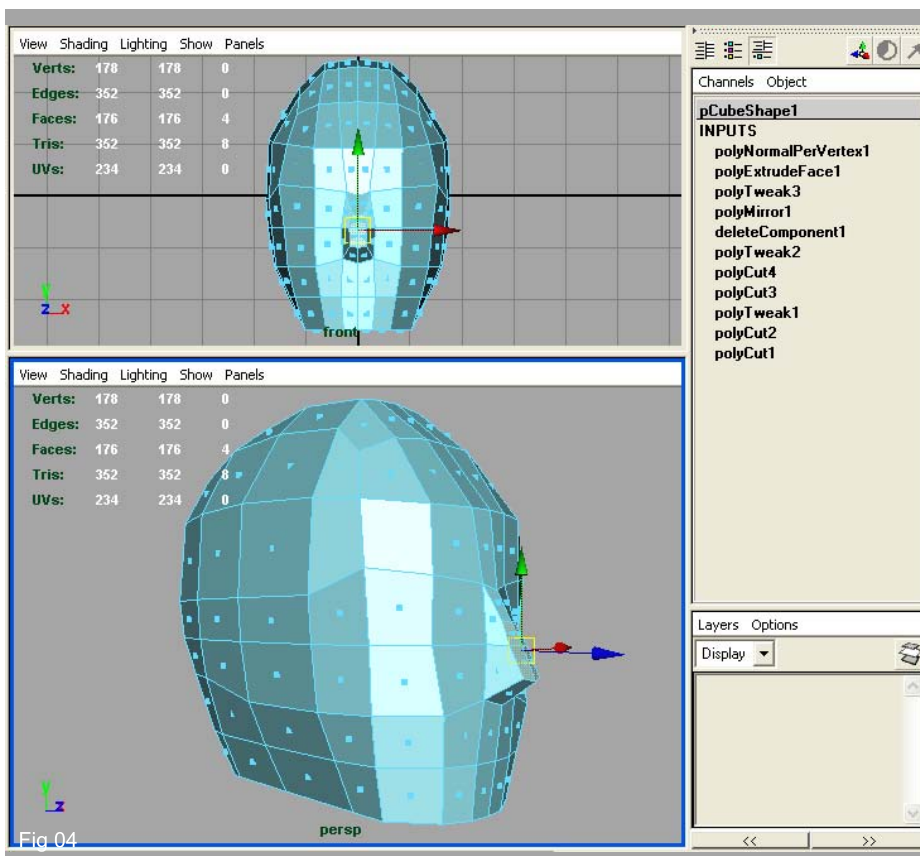 View Shading Lighting Show Panels
Verts: 178 178 0
Edges: 352 352 0
Faces: 176 176 4
Tris: 352 352 8
UVs: 234 234 0
y
z x
front
View Shading Lighting Show Panels
Verts: 178 178 0
Edges: 352 352 0
Faces: 176 176 4
Tris: 352 352 8
UVs: 234 234 0
y
z
persp
Fig 04
Channels Object
pCubeShape1
INPUTS
polyNormalPerVertex1
polyExtrudeFace1
polyTweak3
polyMirror1
deleteComponent1
polyTweak2
polyCut4
polyCut3
polyTweak1
polyCut2
polyCut1
Layers Options
Display
<< >>